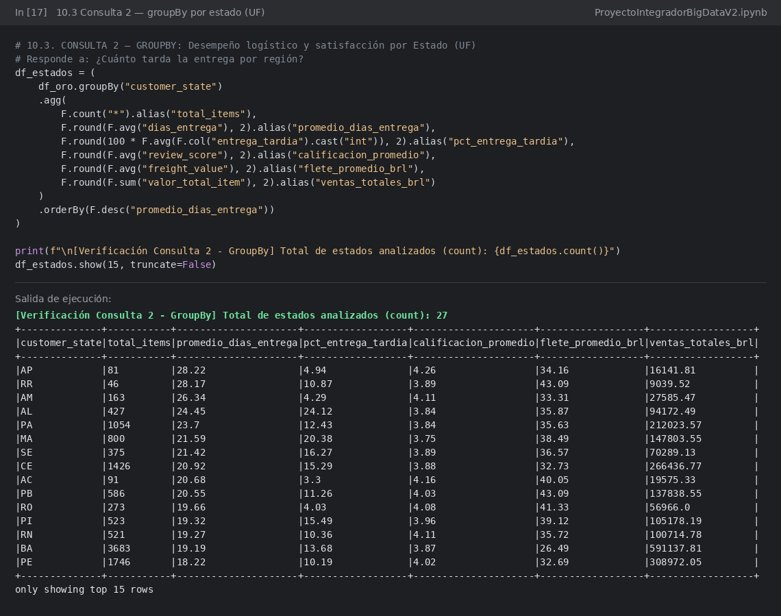 In [17]   10.3 Consulta 2 — groupBy por estado (UF)
ProyectoIntegradorBigDataV2.ipynb
# 10.3. CONSULTA 2 — GROUPBY: Desempeño logístico y satisfacción por Estado (UF)
# Responde a: ¿Cuánto tarda la entrega por región?
df_estados = (
    df_oro.groupBy("customer_state")
    .agg(
        F.count("*").alias("total_items"),
        F.round(F.avg("dias_entrega"), 2).alias("promedio_dias_entrega"),
        F.round(100 * F.avg(F.col("entrega_tardia").cast("int")), 2).alias("pct_entrega_tardia"),
        F.round(F.avg("review_score"), 2).alias("calificacion_promedio"),
        F.round(F.avg("freight_value"), 2).alias("flete_promedio_brl"),
        F.round(F.sum("valor_total_item"), 2).alias("ventas_totales_brl")
    )
    .orderBy(F.desc("promedio_dias_entrega"))
)
print(f"\n[Verificación Consulta 2 - GroupBy] Total de estados analizados (count): {df_estados.count()}")
df_estados.show(15, truncate=False)
Salida de ejecución:
[Verificación Consulta 2 - GroupBy] Total de estados analizados (count): 27
+--------------+-----------+---------------------+------------------+---------------------+------------------+------------------+
|customer_state|total_items|promedio_dias_entrega|pct_entrega_tardia|calificacion_promedio|flete_promedio_brl|ventas_totales_brl|
+--------------+-----------+---------------------+------------------+---------------------+------------------+------------------+
|AP            |81         |28.22                |4.94              |4.26                 |34.16             |16141.81          |
|RR            |46         |28.17                |10.87             |3.89                 |43.09             |9039.52           |
|AM            |163        |26.34                |4.29              |4.11                 |33.31             |27585.47          |
|AL            |427        |24.45                |24.12             |3.84                 |35.87             |94172.49          |
|PA            |1054       |23.7                 |12.43             |3.84                 |35.63             |212023.57         |
|MA            |800        |21.59                |20.38             |3.75                 |38.49             |147803.55         |
|SE            |375        |21.42                |16.27             |3.89                 |36.57             |70289.13          |
|CE            |1426       |20.92                |15.29             |3.88                 |32.73             |266436.77         |
|AC            |91         |20.68                |3.3               |4.16                 |40.05             |19575.33          |
|PB            |586        |20.55                |11.26             |4.03                 |43.09             |137838.55         |
|RO            |273        |19.66                |4.03              |4.08                 |41.33             |56966.0           |
|PI            |523        |19.32                |15.49             |3.96                 |39.12             |105178.19         |
|RN            |521        |19.27                |10.36             |4.11                 |35.72             |100714.78         |
|BA            |3683       |19.19                |13.68             |3.87                 |26.49             |591137.81         |
|PE            |1746       |18.22                |10.19             |4.02                 |32.69             |308972.05         |
+--------------+-----------+---------------------+------------------+---------------------+------------------+------------------+
only showing top 15 rows